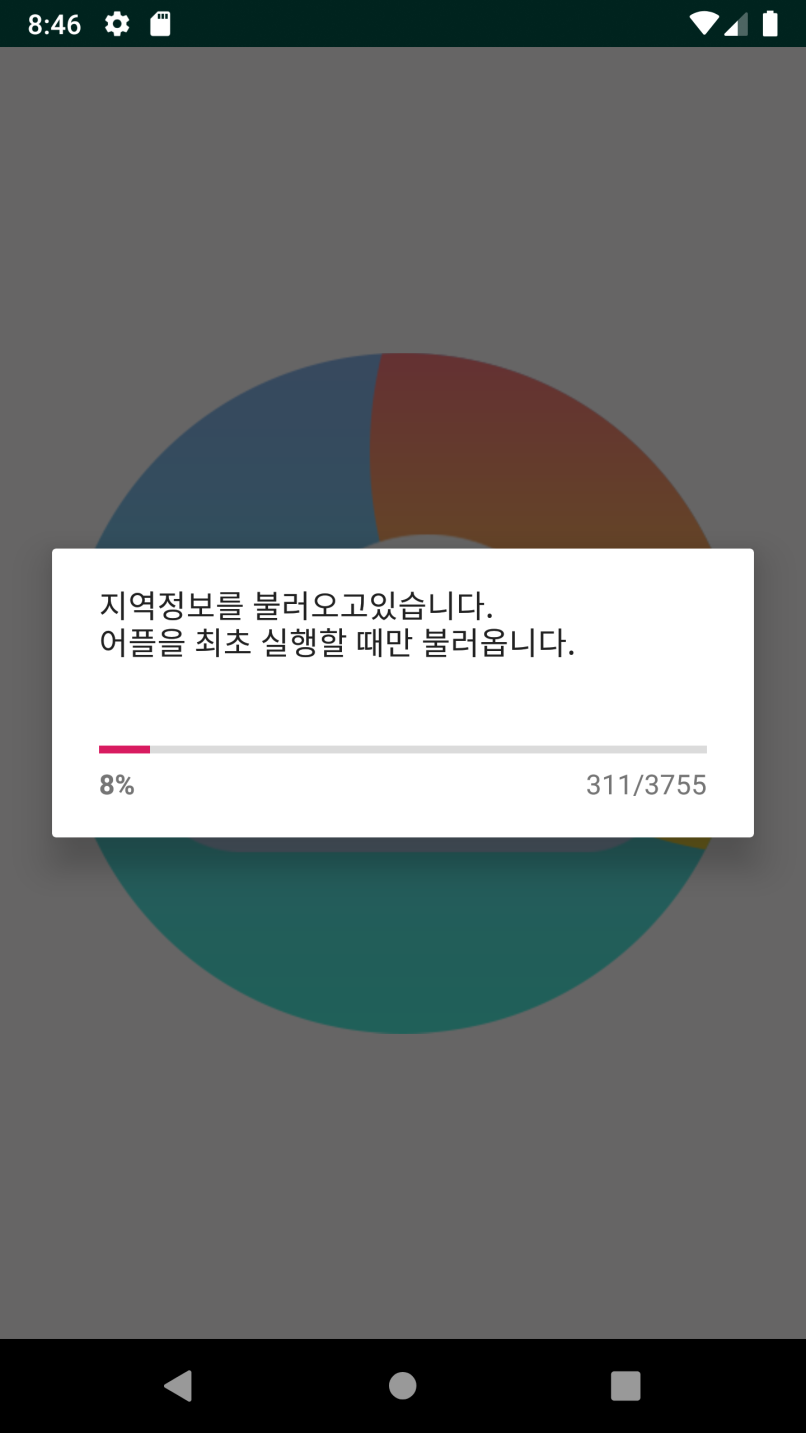 8:46
지역정보를 불러오고있습니다.
어플을 최초 실행할 때만 불러옵니다.
8%
311/3755